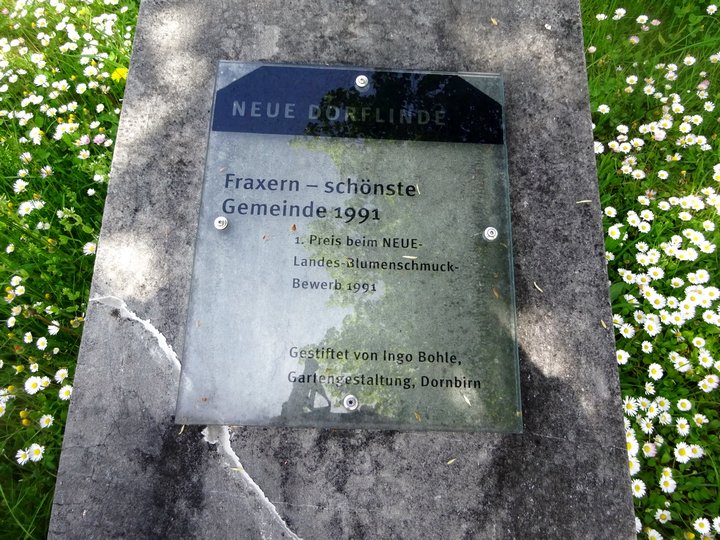 NEUE DORFLINDE
Fraxern – schönste
Gemeinde 1991
1. Preis beim NEUE-
Landes-Blumenschmuck-
Bewerb 1991
Gestiftet von Ingo Bohle,
Gartengestaltung, Dornbirn